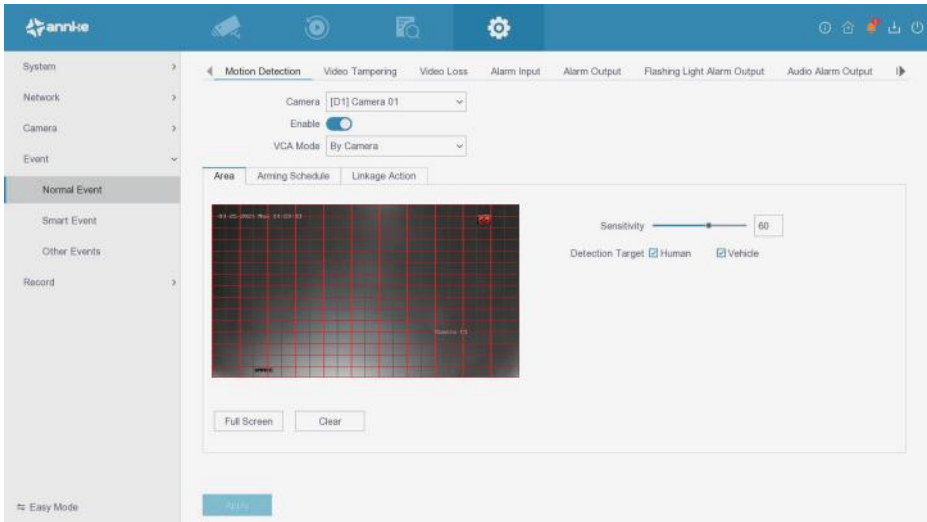 annke
System
Network
Camera
Event
Normal Event
Smart Event
Other Events
Record
Easy Mode
Motion Detection Video Tampering Video Loss Alarm Input Alarm Output Flashing Light Alarm Output Audio Alarm Output
Camera [D1] Camera 01
Enable
VCA Mode By Camera
Area Arming Schedule Linkage Action
Sensitivity 60
Detection Target Human Vehicle
Full Screen Clear
Apply